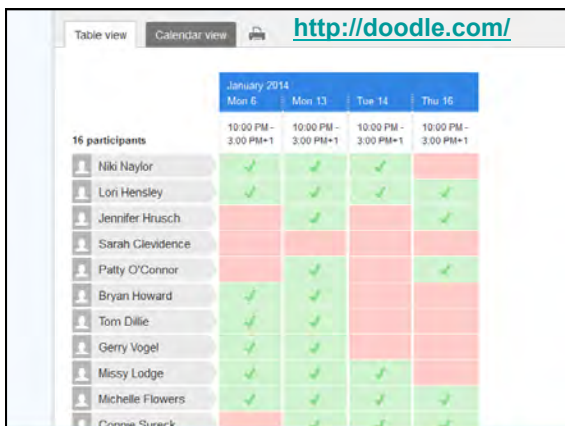 Table view Calendar view http://doodle.com/
January 2014
Mon 6 Mon 13 Tue 14 Thu 16
10:00 PM - 10:00 PM - 10:00 PM - 10:00 PM -
16 participants 3:00 PM+1 3:00 PM+1 3:00 PM+1 3:00 PM+1
Niki Naylor
Lori Hensley
Jennifer Hrusch
Sarah Clevidence
Patty O'Connor
Bryan Howard
Tom Dillie
Gerry Vogel
Missy Lodge
Michelle Flowers
Connie Sureck